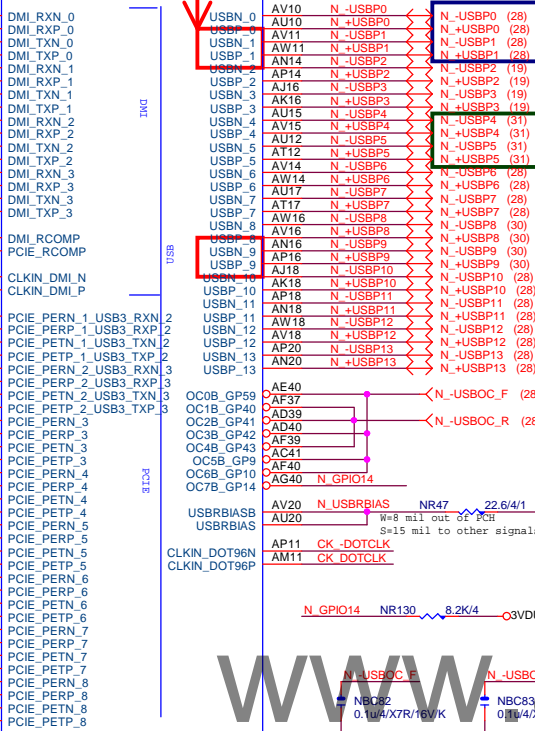 DMI_RXN_0
DMI_RXP_0
DMI_TXN_0
DMI_TXP_0
DMI_RXN_1
DMI_RXP_1
DMI_TXN_1
DMI_TXP_1
DMI_RXN_2
DMI_RXP_2
DMI_TXN_2
DMI_TXP_2
DMI_RXN_3
DMI_RXP_3
DMI_TXN_3
DMI_TXP_3
DMI_RCOMP
PCIE_RCOMP
CLKIN_DMI_N
CLKIN_DMI_P
PCIE_PERN_1_USB3_RXN_2
PCIE_PERP_1_USB3_RXP_2
PCIE_PETN_1_USB3_TXN_2
PCIE_PETP_1_USB3_TXP_2
PCIE_PERN_2_USB3_RXN_3
PCIE_PERP_2_USB3_RXP_3
PCIE_PETN_2_USB3_TXN_3
PCIE_PETP_2_USB3_TXP_3
PCIE_PERN_3
PCIE_PERP_3
PCIE_PETN_3
PCIE_PETP_3
PCIE_PERN_4
PCIE_PERP_4
PCIE_PETN_4
PCIE_PETP_4
PCIE_PERN_5
PCIE_PERP_5
PCIE_PETN_5
PCIE_PETP_5
PCIE_PERN_6
PCIE_PERP_6
PCIE_PETN_6
PCIE_PETP_6
PCIE_PERN_7
PCIE_PERP_7
PCIE_PETN_7
PCIE_PETP_7
PCIE_PERN_8
PCIE_PERP_8
PCIE_PETN_8
PCIE_PETP_8
DMI
USB
PCIE
USBN_0 AV10 N_-USBP0 N_-USBP0 (28)
USBP_0 AU10 N_+USBP0 N_+USBP0 (28)
USBN_1 AV11 N_-USBP1 N_-USBP1 (28)
USBP_1 AW11 N_+USBP1 N_+USBP1 (28)
USBN_2 AN14 N_-USBP2 N_-USBP2 (19)
USBP_2 AP14 N_+USBP2 N_+USBP2 (19)
USBN_3 AJ16 N_-USBP3 N_-USBP3 (19)
USBP_3 AK16 N_+USBP3 N_+USBP3 (19)
USBN_4 AU15 N_-USBP4 N_-USBP4 (31)
USBP_4 AV15 N_+USBP4 N_+USBP4 (31)
USBN_5 AU12 N_-USBP5 N_-USBP5 (31)
USBP_5 AT12 N_+USBP5 N_+USBP5 (31)
USBN_6 AV14 N_-USBP6 N_-USBP6 (28)
USBP_6 AW14 N_+USBP6 N_+USBP6 (28)
USBN_7 AU17 N_-USBP7 N_-USBP7 (28)
USBP_7 AT17 N_+USBP7 N_+USBP7 (28)
USBN_8 AW16 N_-USBP8 N_-USBP8 (30)
USBP_8 AV16 N_+USBP8 N_+USBP8 (30)
USBN_9 AN16 N_-USBP9 N_-USBP9 (30)
USBP_9 AP16 N_+USBP9 N_+USBP9 (30)
USBN_10 AJ18 N_-USBP10 N_-USBP10 (28)
USBP_10 AK18 N_+USBP10 N_+USBP10 (28)
USBN_11 AP18 N_-USBP11 N_-USBP11 (28)
USBP_11 AN18 N_+USBP11 N_+USBP11 (28)
USBN_12 AW18 N_-USBP12 N_-USBP12 (28)
USBP_12 AV18 N_+USBP12 N_+USBP12 (28)
USBN_13 AP20 N_-USBP13 N_-USBP13 (28)
USBP_13 AN20 N_+USBP13 N_+USBP13 (28)
OC0B_GP59 AE40 N_-USBOC_F (28
OC1B_GP40 AF37
OC2B_GP41 AD39 N_-USBOC_R (28
OC3B_GP42 AD40
OC4B_GP43 AF39
OC5B_GP9 AC41
OC6B_GP10 AF40
OC7B_GP14 AG40 N_GPIO14
USBRBIASB AV20 N_USBRBIAS NR47 22.6/4/1
USBRBIAS AU20 W=8 mil out of PCH
S=15 mil to other signals
CLKIN_DOT96N AP11 CK_-DOTCLK
CLKIN_DOT96P AM11 CK_DOTCLK
N_GPIO14 NR130 8.2K/4 3VDU
N_-USBOC_F N_-USBO
NBC82 NBC83
0.1u/4/X7R/16V/K 0.1u/4/X
www.